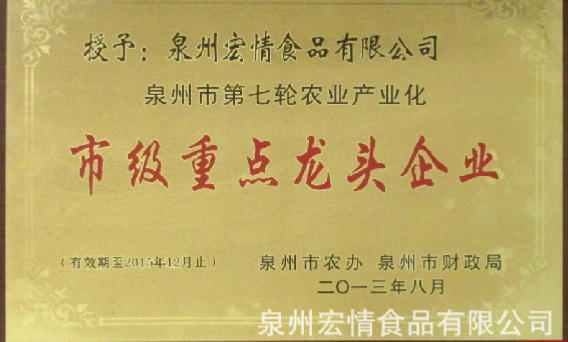 授予：泉州宏情食品有限公司
泉州市第七轮农业产业化
市级重点龙头企业
（有效期至2015年12月止）
泉州市农办 泉州市财政局
二〇一三年八月
泉州宏情食品有限公司